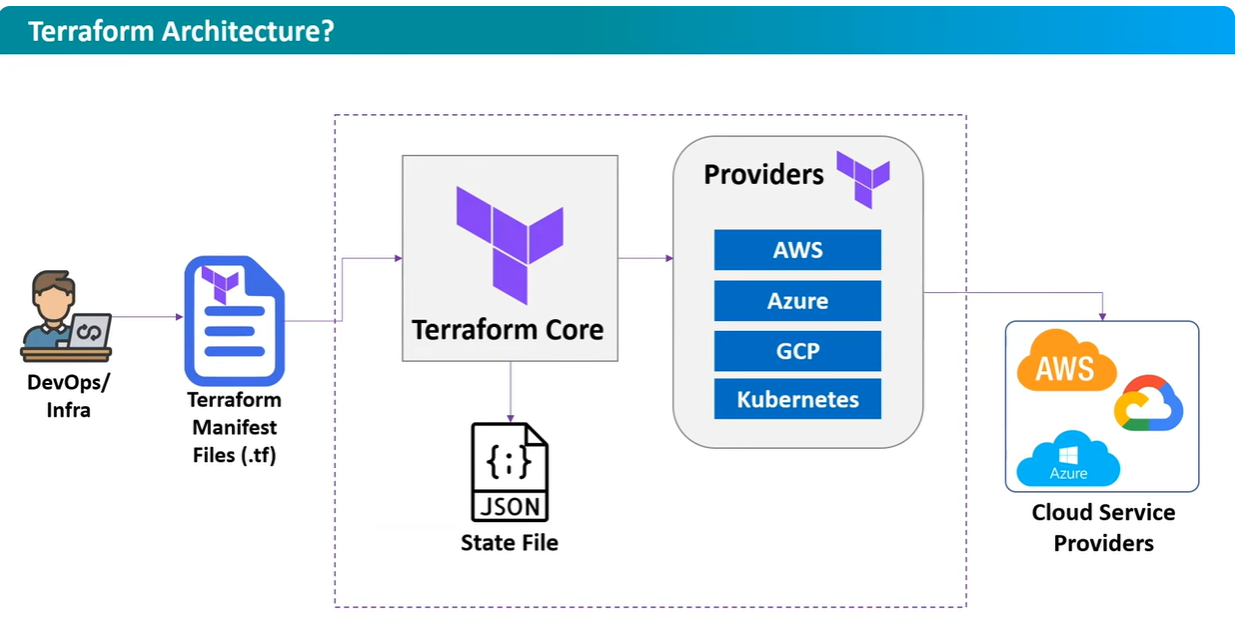 Terraform Architecture?
DevOps/
Infra
Terraform
Manifest
Files (.tf)
Terraform Core
{;}
JSON
State File
Providers
AWS
Azure
GCP
Kubernetes
AWS
Azure
Cloud Service
Providers